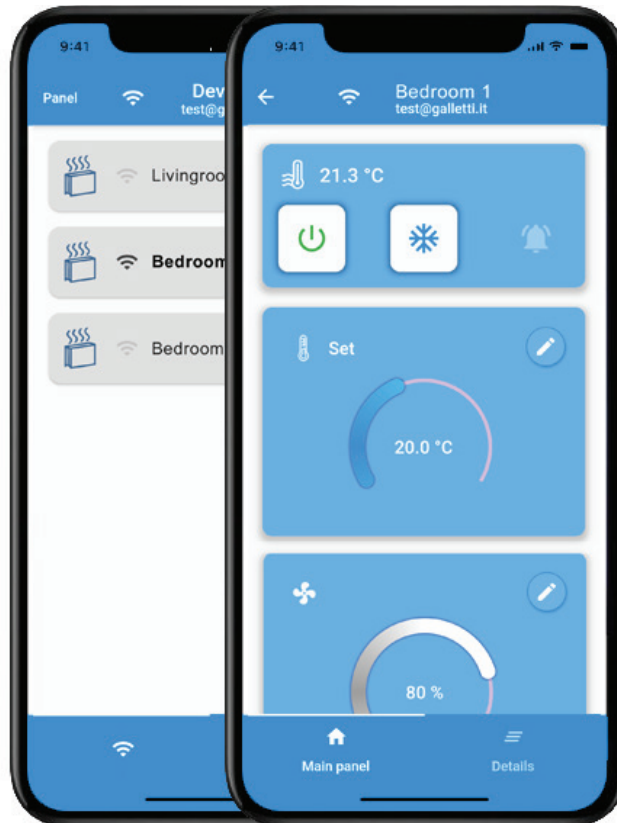 9:41
Panel
Dev
test@g
Livingroo
Bedroom
Bedroom
9:41
Bedroom 1
test@galletti.it
21.3 °C
Set
20.0 °C
80 %
Main panel
Details